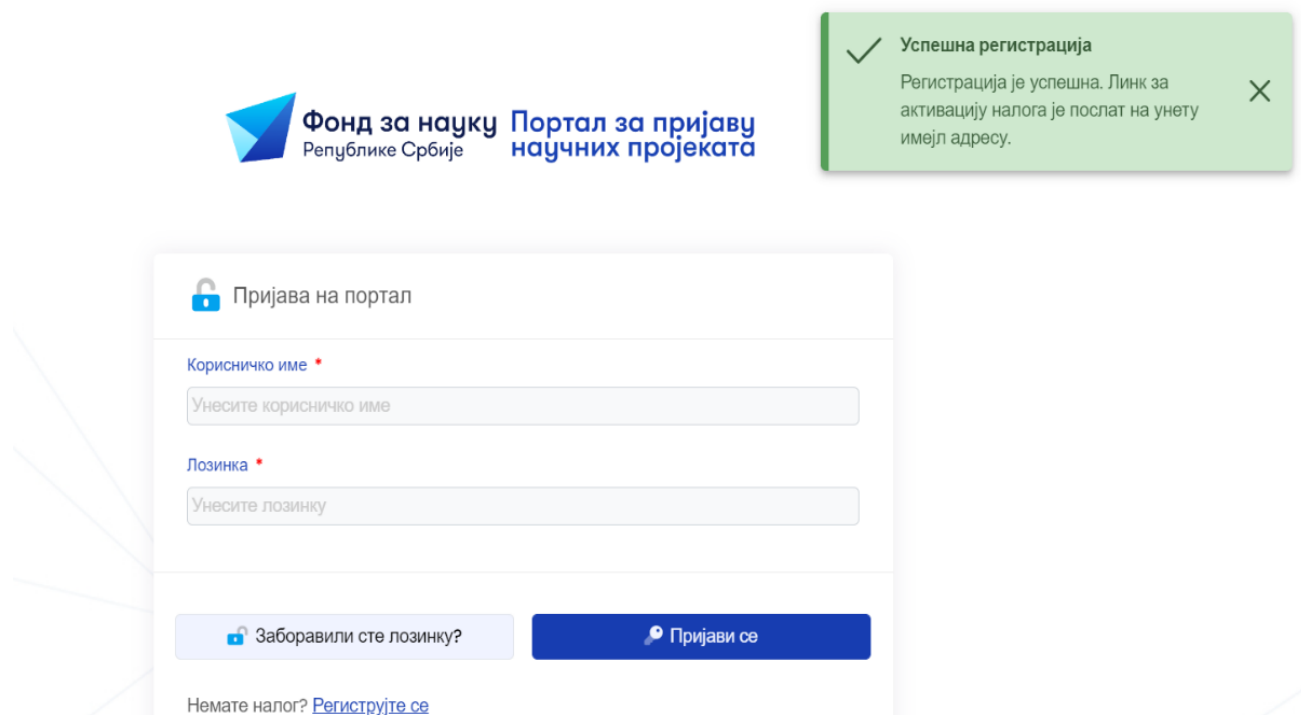 Успешна регистрација
Регистрација је успешна. Линк за
активацију налога је послат на унету
имејл адресу.
Фонд за науку
Републике Србије
Портал за пријаву
научних пројеката
Пријава на портал
Корисничко име *
Унесите корисничко име
Лозинка *
Унесите лозинку
Заборавили сте лозинку?
Пријави се
Немате налог? Региструјте се